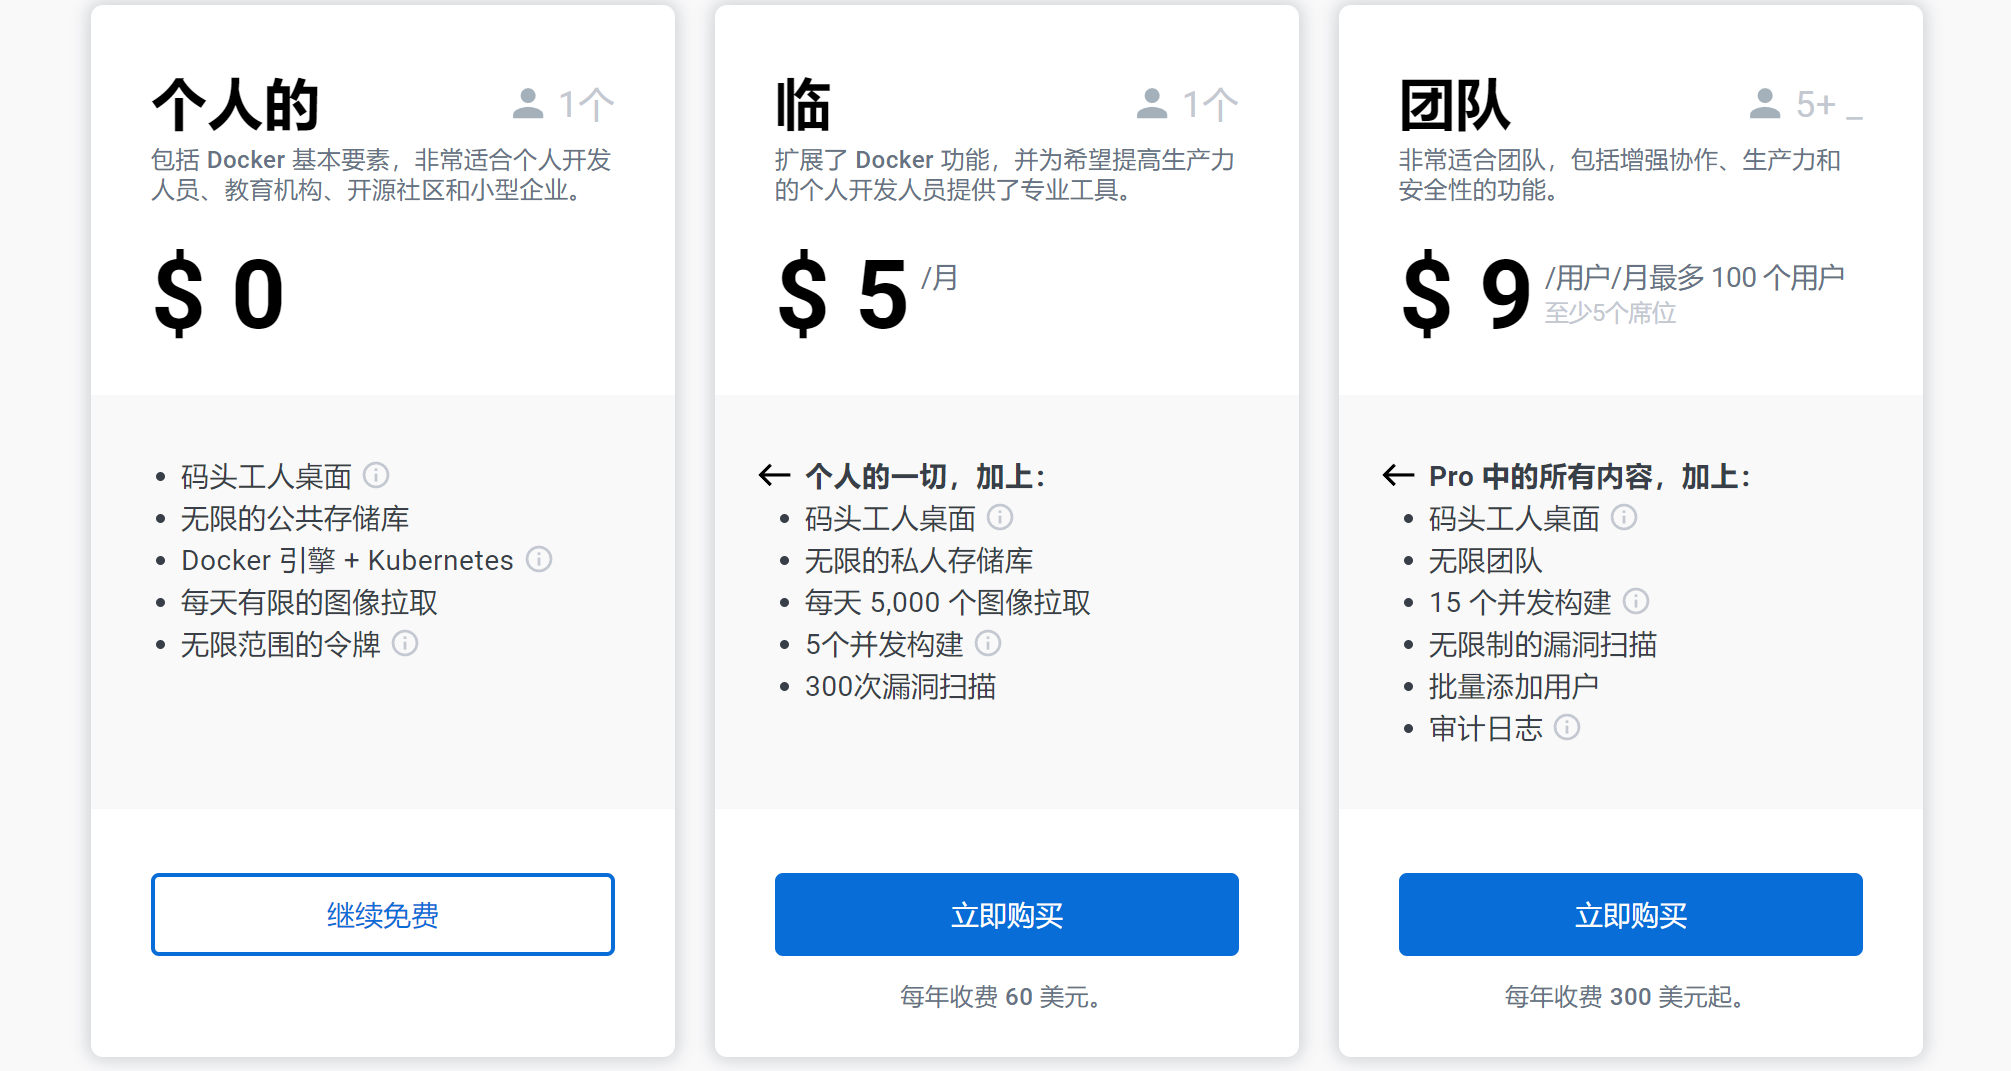 个人的
1个
包括 Docker 基本要素，非常适合个人开发
人员、教育机构、开源社区和小型企业。
$ 0
码头工人桌面
无限的公共存储库
Docker 引擎 + Kubernetes
每天有限的图像拉取
无限范围的令牌
继续免费
临
1个
扩展了 Docker 功能，并为希望提高生产力
的个人开发人员提供了专业工具。
$ 5 /月
个人的一切，加上：
码头工人桌面
无限的私人存储库
每天 5,000 个图像拉取
5个并发构建
300次漏洞扫描
立即购买
每年收费 60 美元。
团队
5+ _
非常适合团队，包括增强协作、生产力和
安全性的功能。
$ 9 /用户/月最多 100 个用户
至少5个席位
Pro 中的所有内容，加上：
码头工人桌面
无限团队
15 个并发构建
无限制的漏洞扫描
批量添加用户
审计日志
立即购买
每年收费 300 美元起。